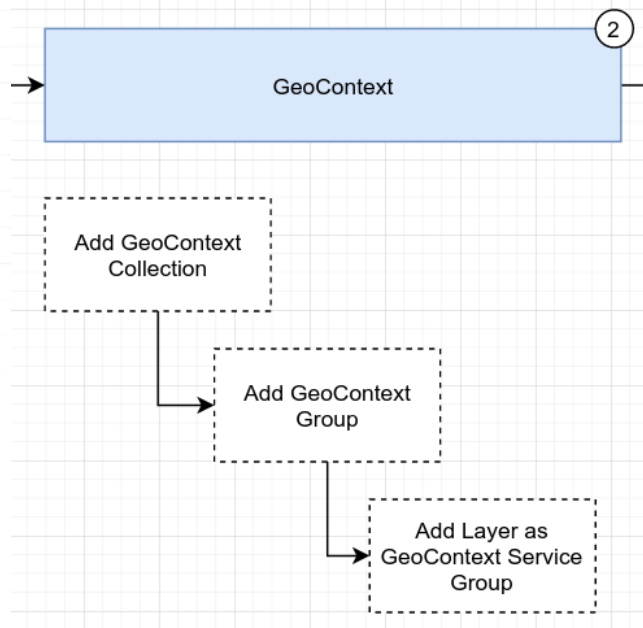 2
GeoContext
Add GeoContext
Collection
Add GeoContext
Group
Add Layer as
GeoContext Service
Group